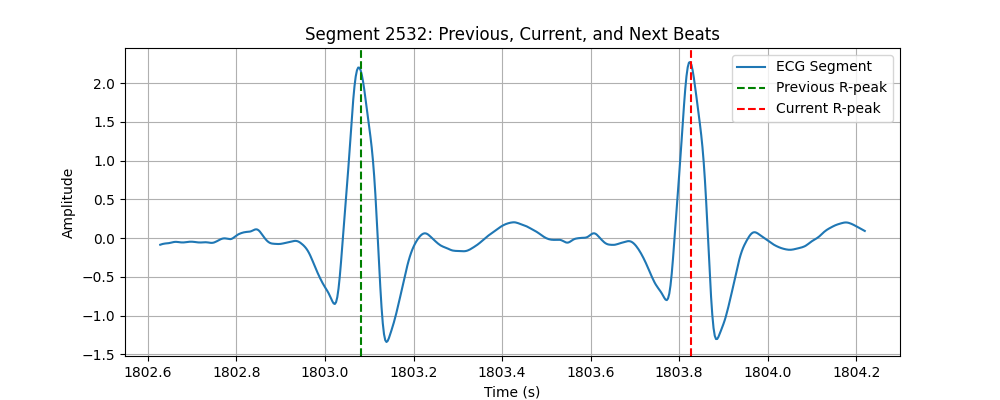 Segment 2532: Previous, Current, and Next Beats
ECG Segment
Previous R-peak
Current R-peak
2.0
1.5
1.0
0.5
0.0
−0.5
−1.0
−1.5
Amplitude
1802.6 1802.8 1803.0 1803.2 1803.4 1803.6 1803.8 1804.0 1804.2
Time (s)